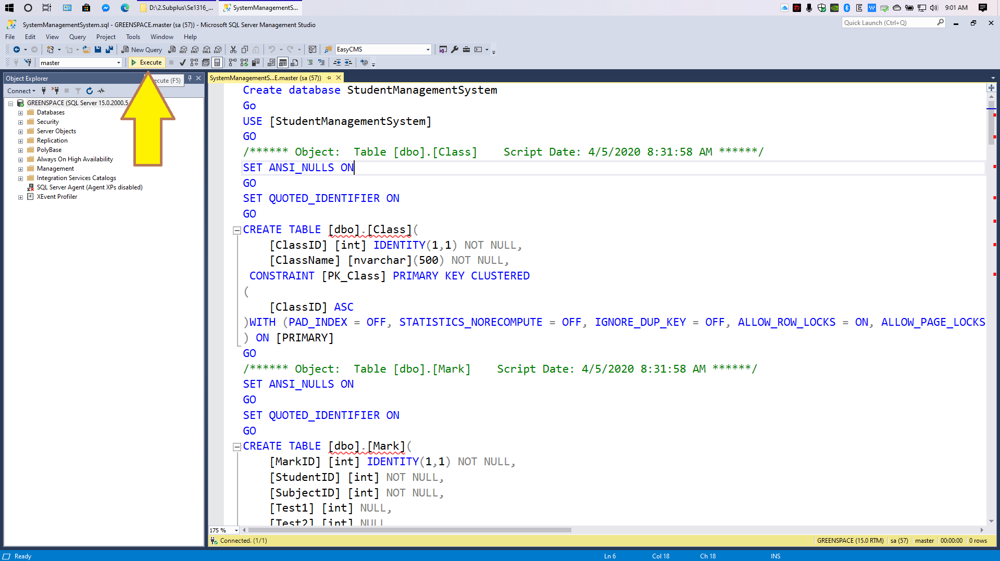 D:\2.Subplus\Se1316_...
SystemManagementS...
9:01 AM
SystemManagementSystem.sql - GREENSPACE.master (sa (57)) - Microsoft SQL Server Management Studio
Quick Launch (Ctrl+Q)
File Edit View Query Project Tools Window Help
New Query
MDX DMX XMLA DAX
EasyCMS
master
Execute
Object Explorer
ecute (F5)
SystemManagementS...E.master (sa (57))
Connect
GREENSPACE (SQL Server 15.0.2000.5
Databases
Security
Server Objects
Replication
PolyBase
Always On High Availability
Management
Integration Services Catalogs
SQL Server Agent (Agent XPs disabled)
XEvent Profiler
Create database StudentManagementSystem
Go
USE [StudentManagementSystem]
GO
/****** Object:  Table [dbo].[Class]    Script Date: 4/5/2020 8:31:58 AM ******/
SET ANSI_NULLS ON
GO
SET QUOTED_IDENTIFIER ON
GO
CREATE TABLE [dbo].[Class](
[ClassID] [int] IDENTITY(1,1) NOT NULL,
[ClassName] [nvarchar](500) NOT NULL,
CONSTRAINT [PK_Class] PRIMARY KEY CLUSTERED
(
[ClassID] ASC
)WITH (PAD_INDEX = OFF, STATISTICS_NORECOMPUTE = OFF, IGNORE_DUP_KEY = OFF, ALLOW_ROW_LOCKS = ON, ALLOW_PAGE_LOCKS
) ON [PRIMARY]
GO
/****** Object:  Table [dbo].[Mark]    Script Date: 4/5/2020 8:31:58 AM ******/
SET ANSI_NULLS ON
GO
SET QUOTED_IDENTIFIER ON
GO
CREATE TABLE [dbo].[Mark](
[MarkID] [int] IDENTITY(1,1) NOT NULL,
[StudentID] [int] NOT NULL,
[SubjectID] [int] NOT NULL,
[Test1] [int] NULL,
[Test2] [int] NULL
175 %
Connected. (1/1)
GREENSPACE (15.0 RTM) sa (57) master 00:00:00 0 rows
Ready
Ln 6 Col 18 Ch 18 INS